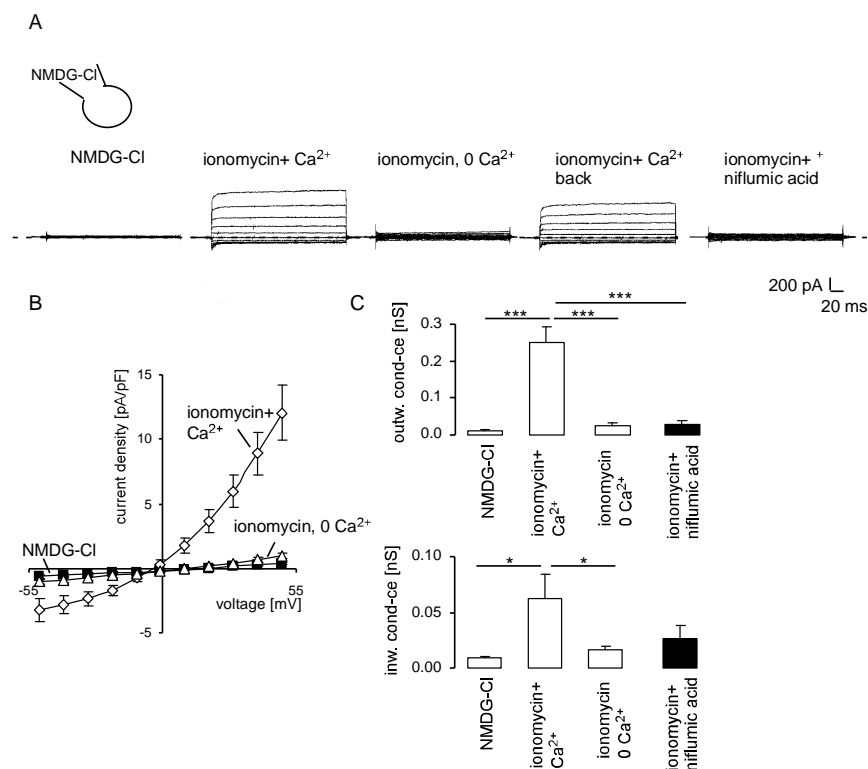 A
NMDG-Cl
NMDG-Cl
ionomycin+ Ca2+
ionomycin, 0 Ca2+
ionomycin+ Ca2+
back
ionomycin+ +
niflumic acid
200 pA
20 ms
B
current density [pA/pF]
15
10
5
-5
-55
55
voltage [mV]
ionomycin+
Ca2+
ionomycin, 0 Ca2+
NMDG-Cl
C
outw. cond-ce [nS]
0.3
0.2
0.1
0.0
***
***
***
NMDG-Cl
ionomycin+
Ca2+
ionomycin
0 Ca2+
ionomycin+
niflumic acid
inw. cond-ce [nS]
0.10
0.05
0.00
*
*
NMDG-Cl
ionomycin+
Ca2+
ionomycin
0 Ca2+
ionomycin+
niflumic acid